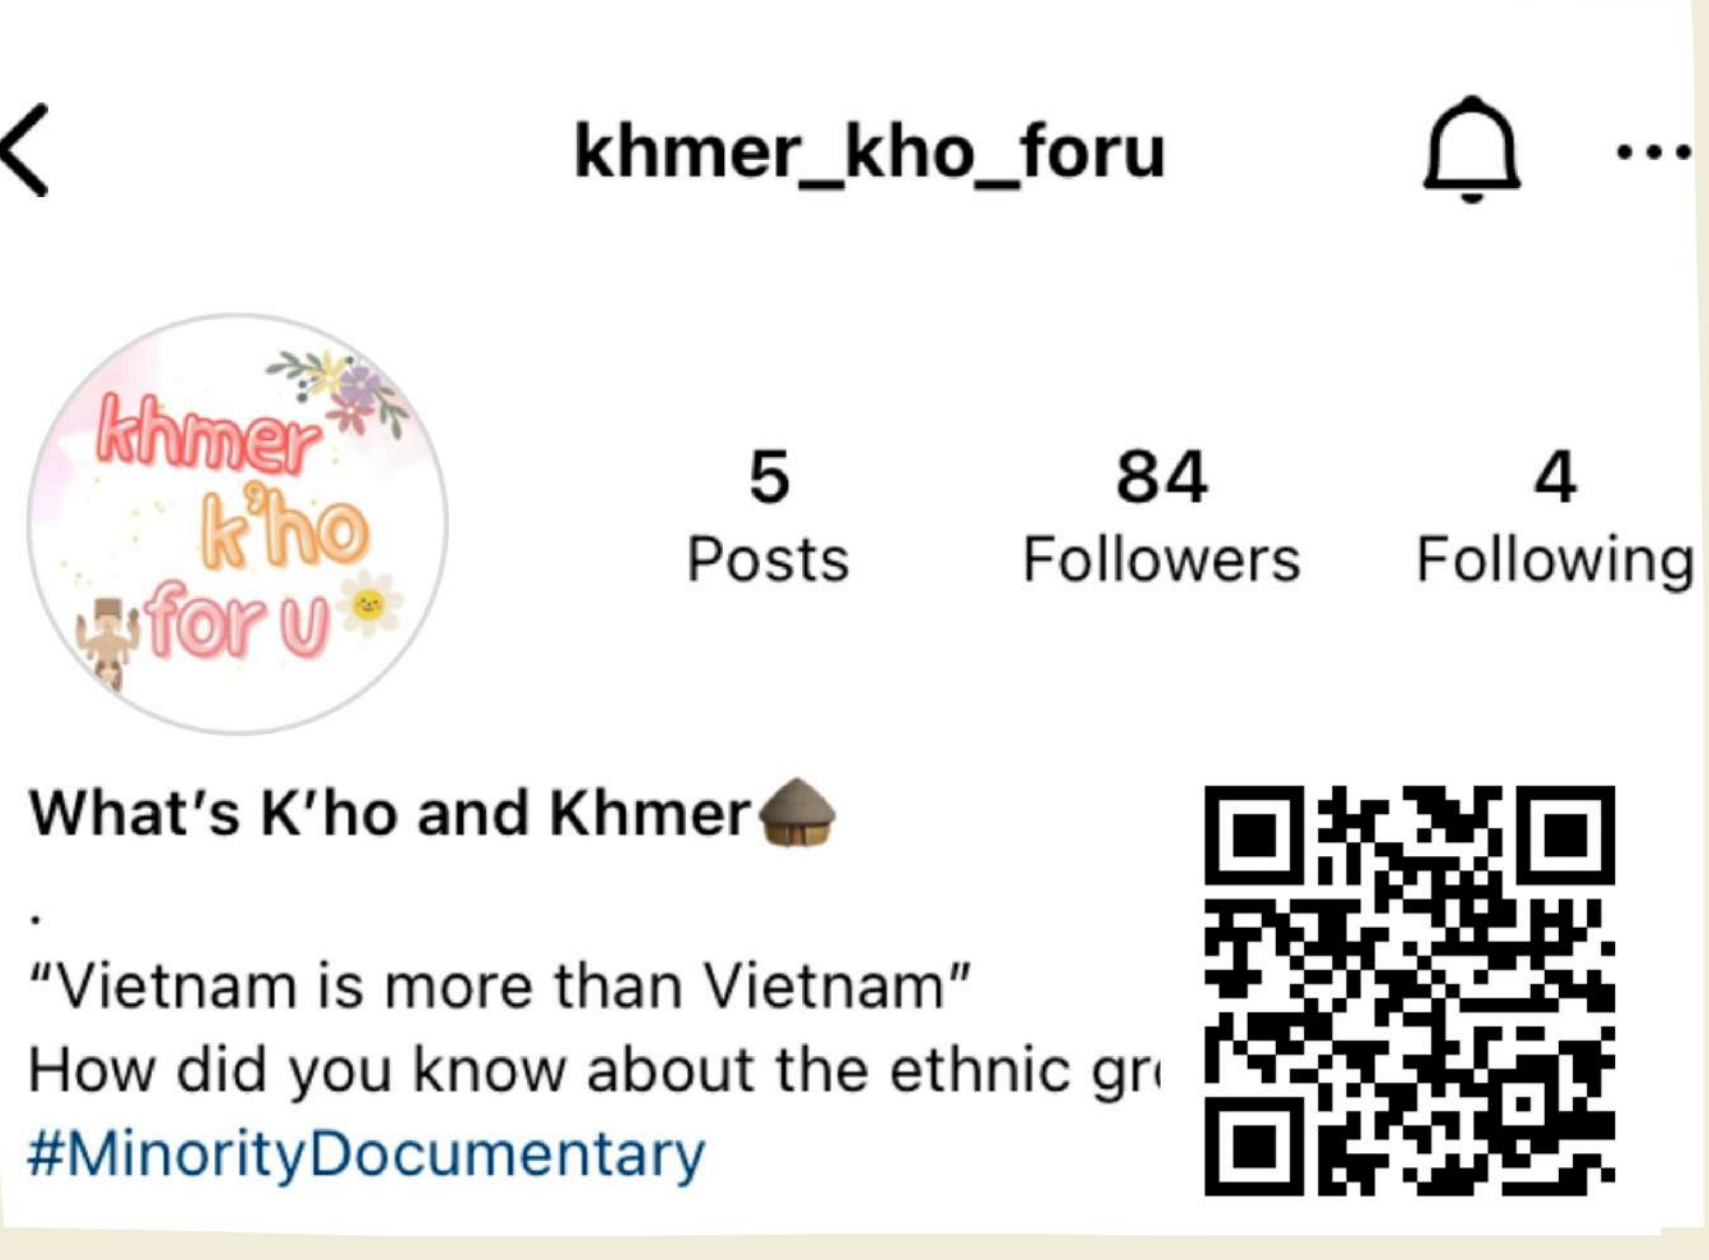 khmer_kho_foru
khmer
k'ho
for u
5
Posts
84
Followers
4
Following
What's K'ho and Khmer
.
“Vietnam is more than Vietnam”
How did you know about the ethnic
#MinorityDocumentary